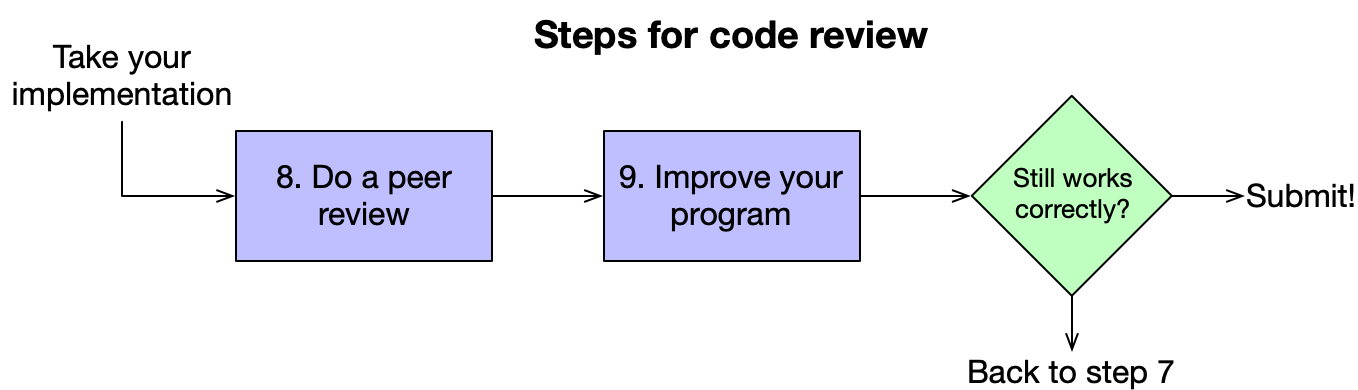 Steps for code review
Take your
implementation
8. Do a peer
review
9. Improve your
program
Still works
correctly?
Submit!
Back to step 7